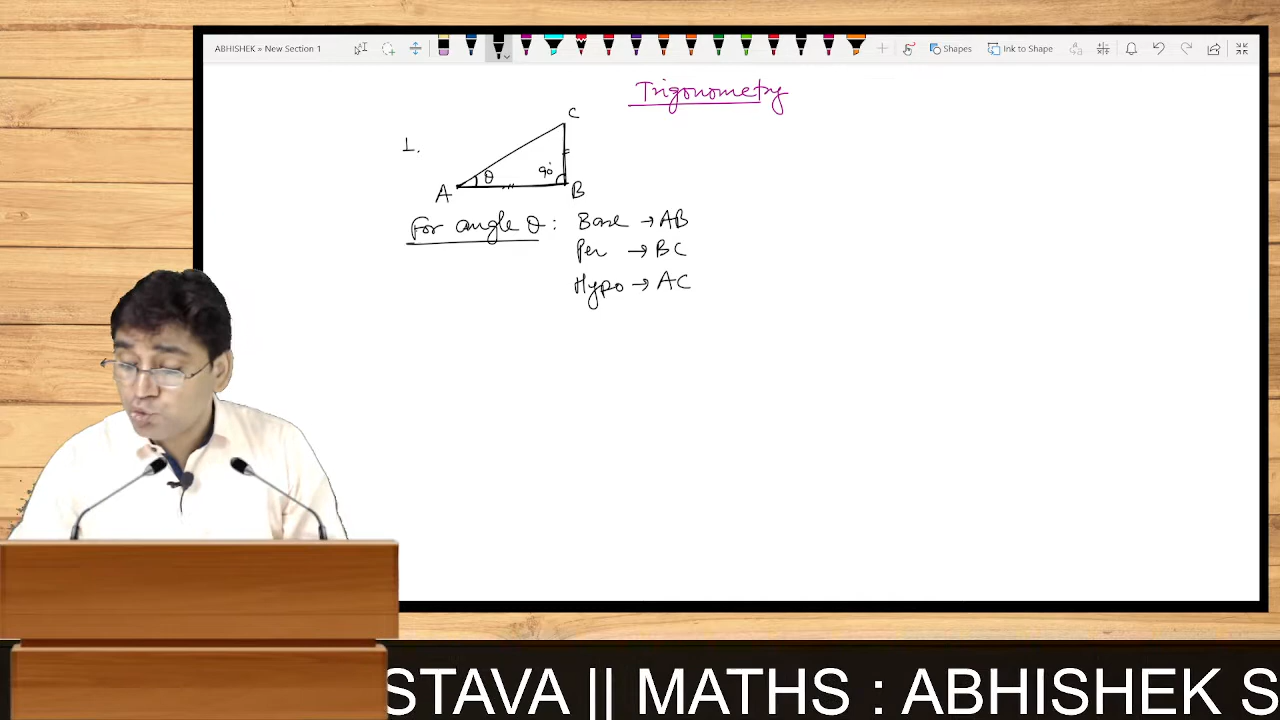 ABHISHEK » New Section 1
Shapes
Ink to Shape
Trigonometry
1.
C
θ
90°
A
B
For angle θ : Base → AB
Per → BC
Hypo → AC
STAVA || MATHS : ABHISHEK S